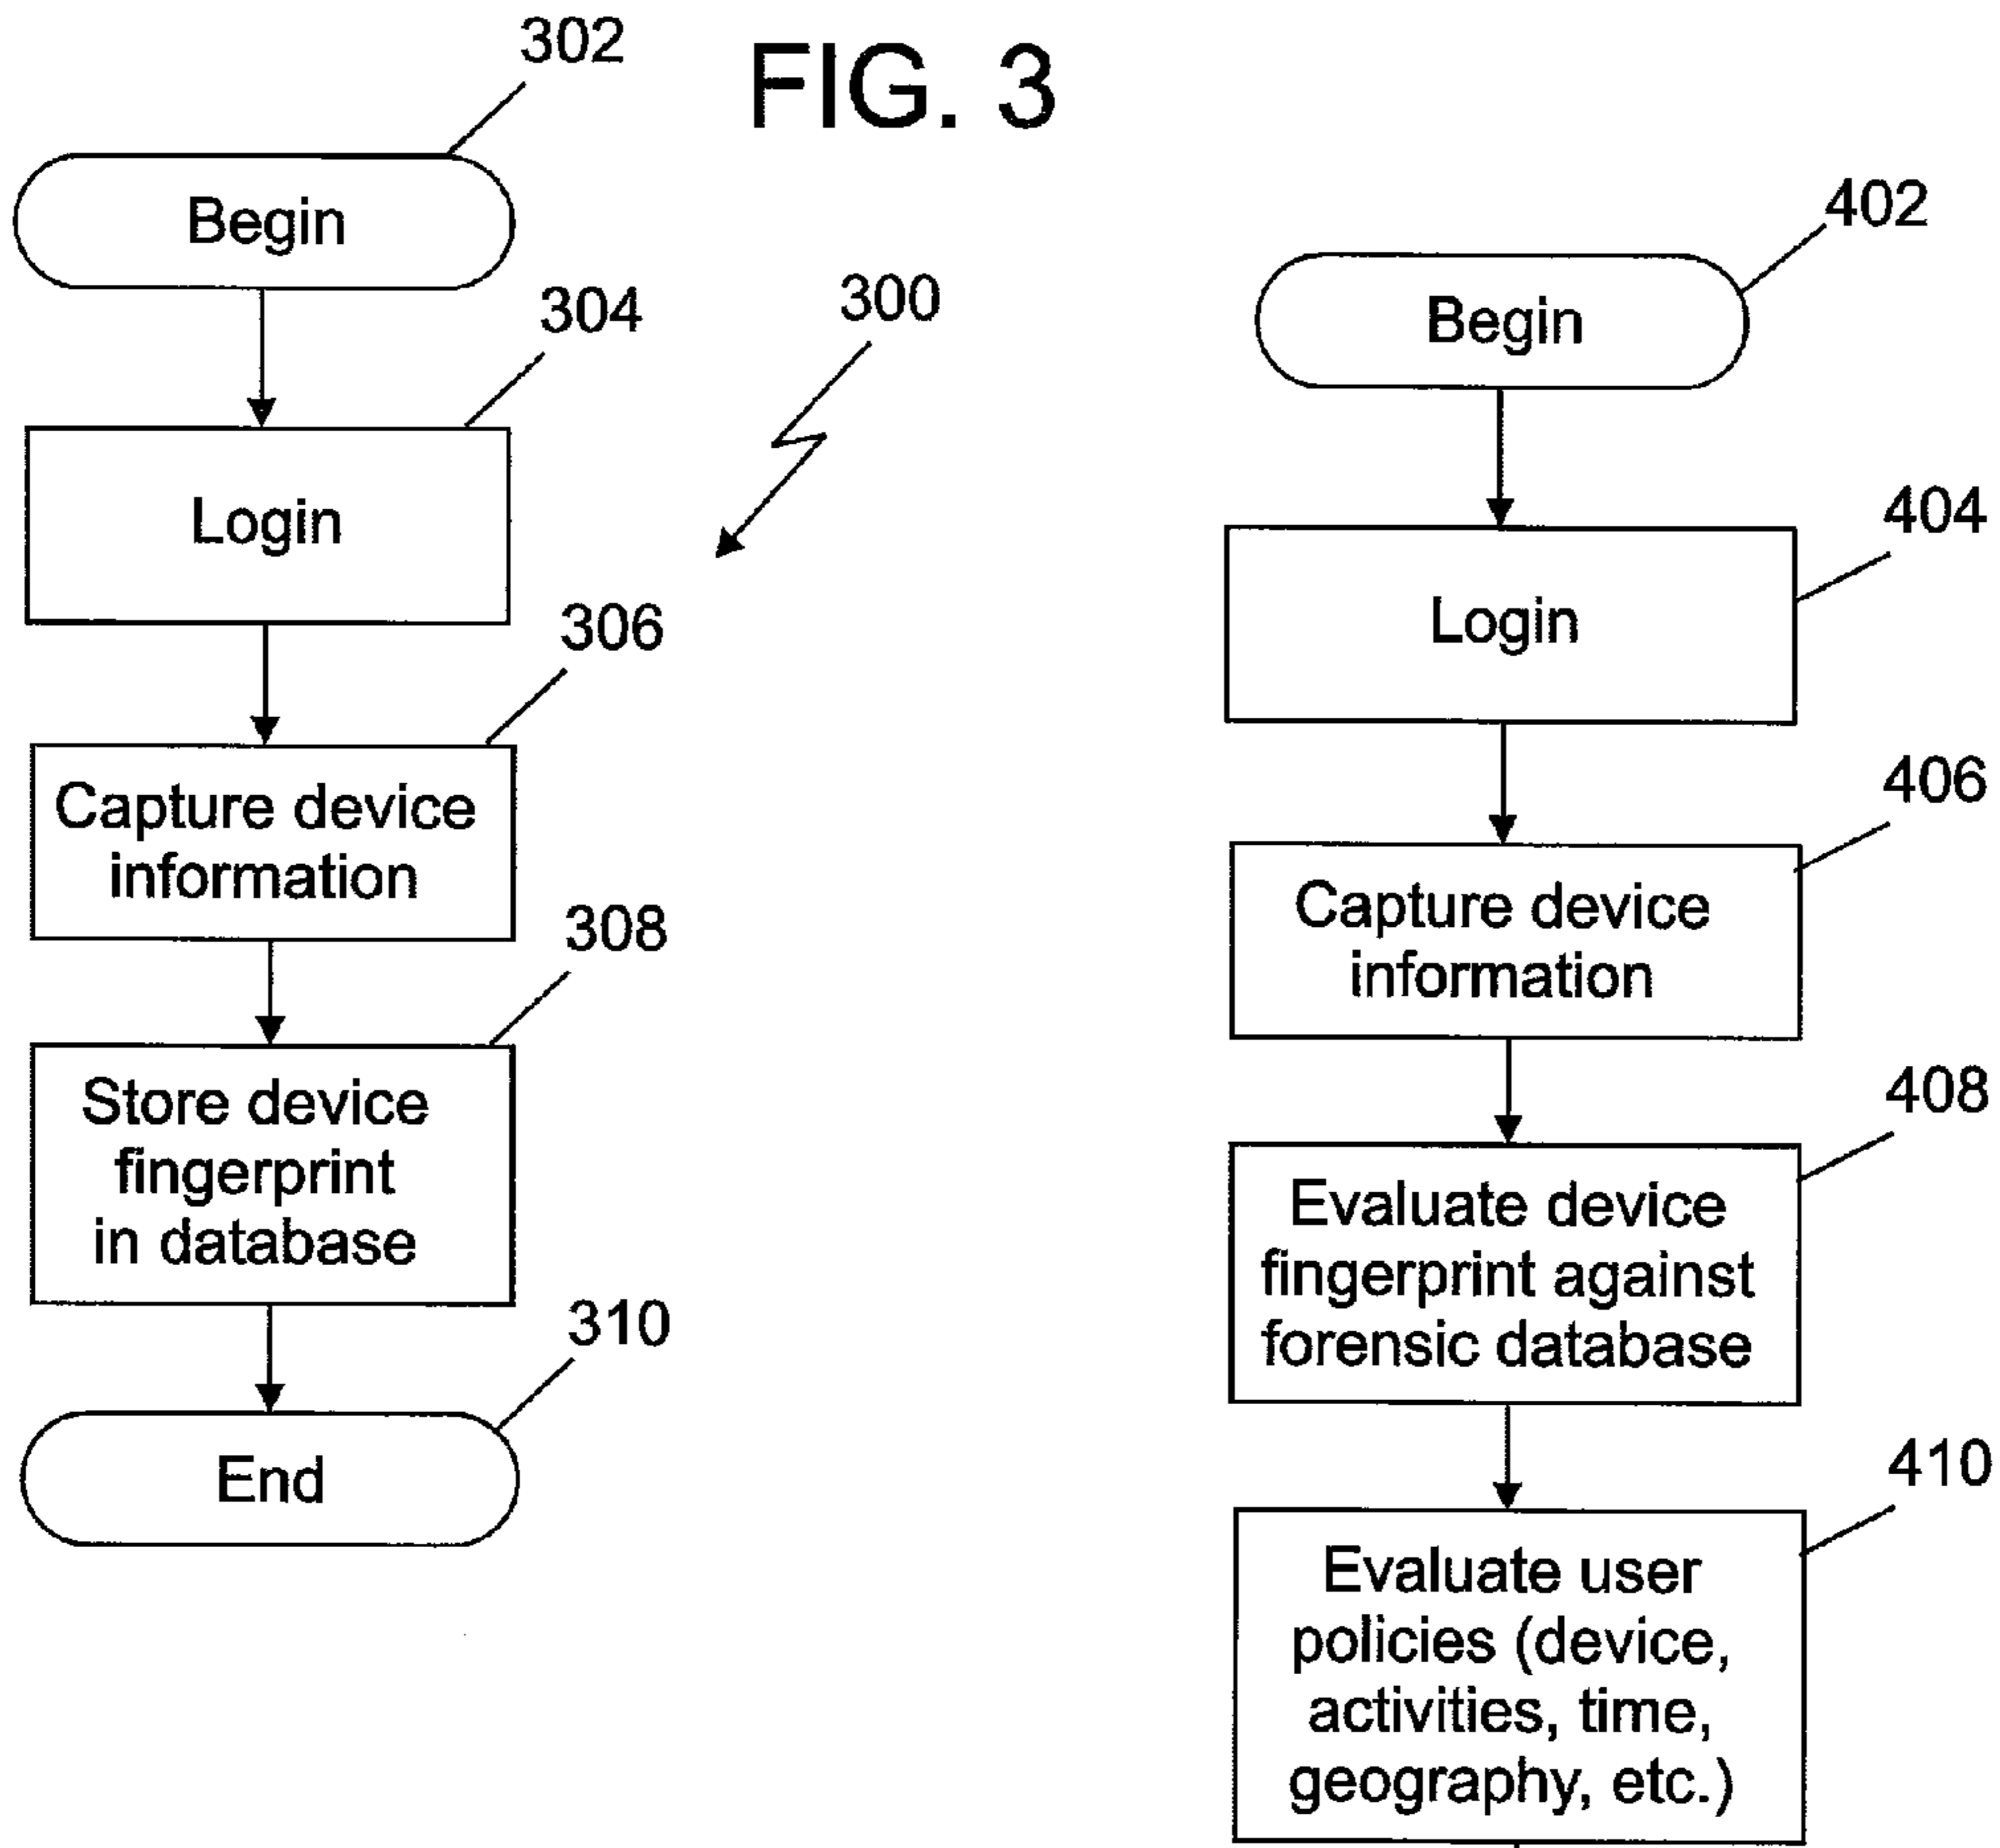 FIG. 3
302
Begin
304
Login
300
306
Capture device
information
308
Store device
fingerprint
in database
310
End
402
Begin
404
Login
406
Capture device
information
408
Evaluate device
fingerprint against
forensic database
410
Evaluate user
policies (device,
activities, time,
geography, etc.)